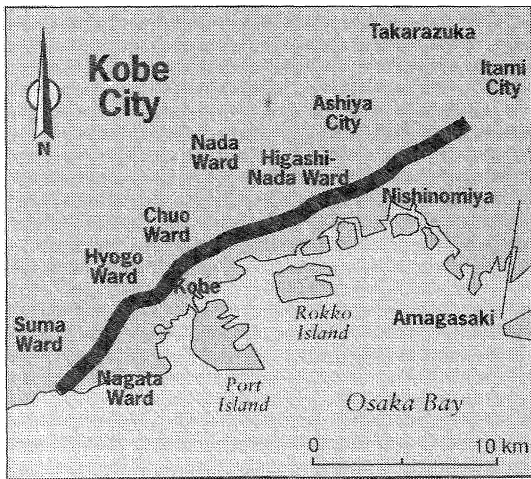 Takarazuka
Kobe
City
Itami
City
Ashiya
City
N
Nada
Ward
Higashi-
Nada Ward
Nishinomiya
Chuo
Ward
Hyogo
Ward
Kobe
Rokko
Island
Amagasaki
Suma
Ward
Nagata
Ward
Port
Island
Osaka Bay
0
10 km